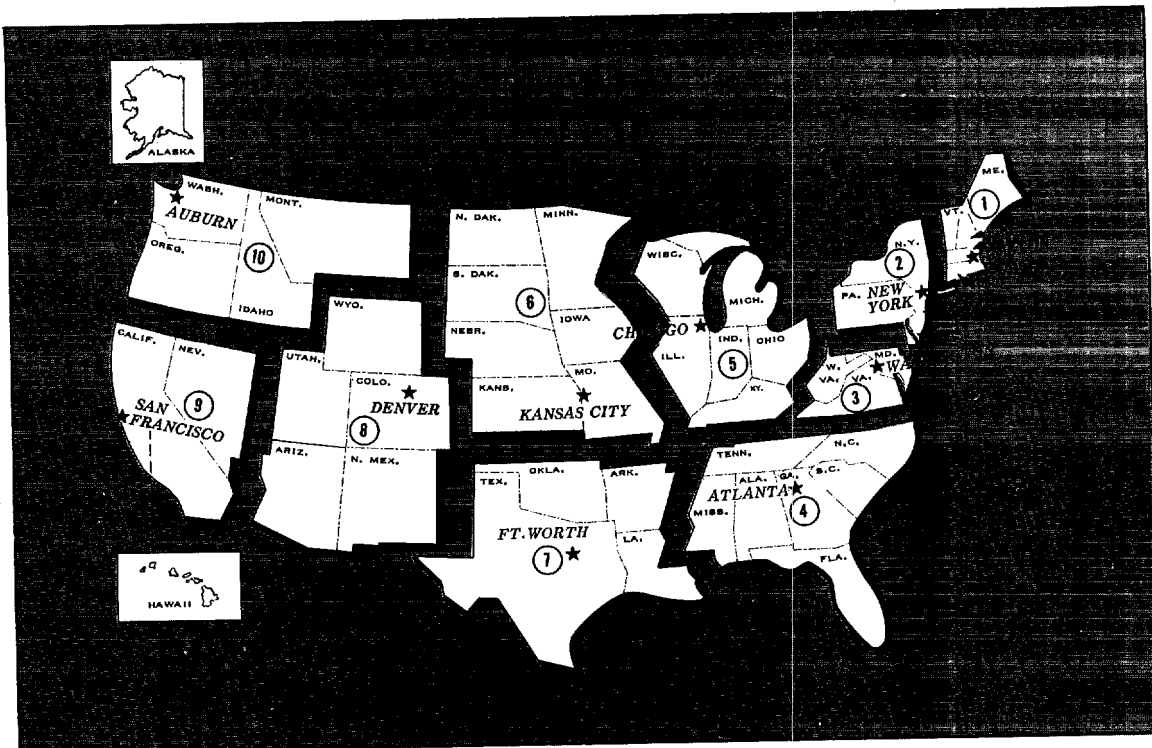 ALASKA
ME.
WASH.
MONT.
1
AUBURN
N. DAK.
MINN.
VT.
N.Y.
OREG.
10
WISC.
2
S. DAK.
PA.
NEW
YORK
MICH.
6
IDAHO
WYO.
NEBR.
IOWA
CHICAGO
IND.
OHIO
CALIF.
NEV.
UTAH.
ILL.
5
W.
VA.
VA.
MD.
WA
COLO.
KANS.
MO.
KY.
DENVER
KANSAS CITY
3
9
SAN
FRANCISCO
8
ARIZ.
N. MEX.
TENN.
N.C.
OKLA.
ARK.
TEX.
ALA.
GA.
S.C.
ATLANTA
MISS.
4
FT. WORTH
7
LA.
FLA.
HAWAII